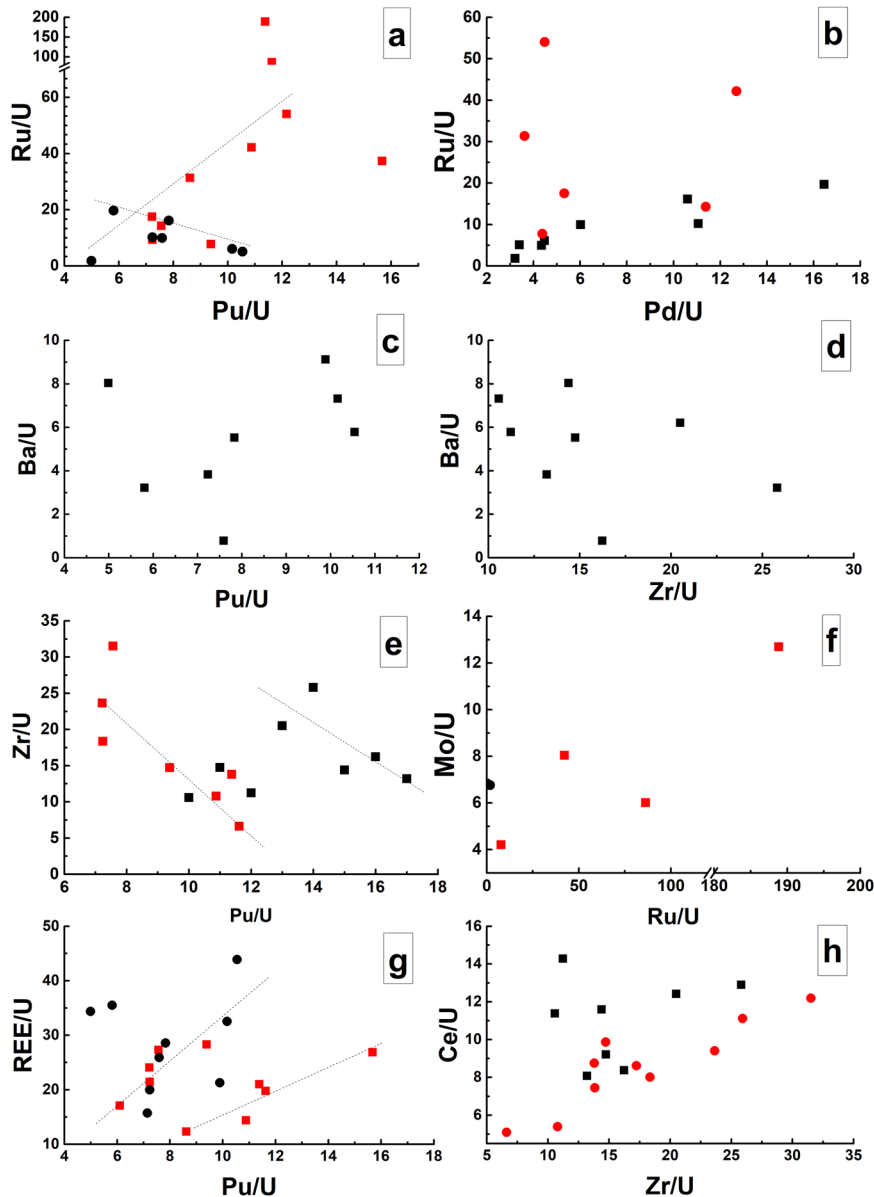 a
Ru/U
200
150
100
60
40
20
0
4 6 8 10 12 14 16
Pu/U
b
Ru/U
60
50
40
30
20
10
0
2 4 6 8 10 12 14 16 18
Pd/U
c
Ba/U
10
8
6
4
2
0
4 5 6 7 8 9 10 11 12
Pu/U
d
Ba/U
10
8
6
4
2
0
10 15 20 25 30
Zr/U
e
Zr/U
35
30
25
20
15
10
5
0
6 8 10 12 14 16 18
Pu/U
f
Mo/U
14
12
10
8
6
4
0 50 100 180 190 200
Ru/U
g
REE/U
50
40
30
20
10
4 6 8 10 12 14 16 18
Pu/U
h
Ce/U
16
14
12
10
8
6
5 10 15 20 25 30 35
Zr/U